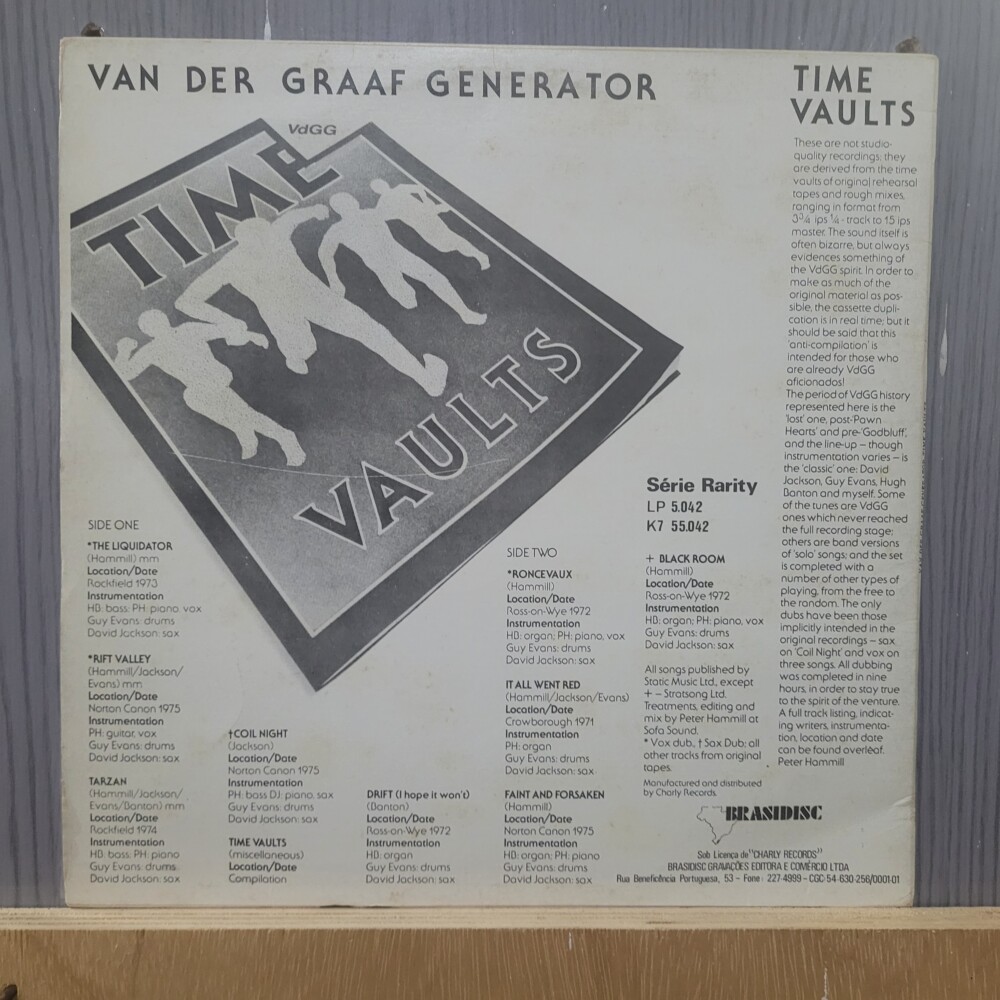 VAN DER GRAAF GENERATOR
VdGG
TIME
VAULTS
TIME
VAULTS
These are not studio-
quality recordings; they
are derived from the time
vaults of original rehearsal
tapes and rough mixes,
ranging in format from
3¾ ips ¼-track to 15 ips
master. The sound itself is
often bizarre, but always
evidences something of
the VdGG spirit. In order to
make as much of the
original material as pos-
sible, the cassette dupli-
cation is in real time; but it
should be said that this
'anti-compilation' is
intended for those who
are already VdGG
aficionados!
The period of VdGG history
represented here is the
'lost' one, post-'Pawn
Hearts' and pre-'Godbluff',
and the line-up – though
instrumentation varies – is
the 'classic' one: David
Jackson, Guy Evans, Hugh
Banton and myself. Some
of the tunes are VdGG
ones which never reached
the full recording stage;
others are band versions
of 'solo' songs; and the set
is completed with a
number of other types of
playing, from the free to
the random. The only
dubs have been those
implicitly intended in the
original recordings – sax
on 'Coil Night' and vox on
three songs. All dubbing
was completed in nine
hours, in order to stay true
to the spirit of the venture.
A full track listing, indicat-
ing writers, instrumenta-
tion, location and date
can be found overleaf.
Peter Hammill
SIDE ONE
*THE LIQUIDATOR
(Hammill) mm
Location/Date
Rockfield 1973
Instrumentation
HB: bass; PH: piano, vox
Guy Evans: drums
David Jackson: sax
*RIFT VALLEY
(Hammill/Jackson/
Evans) mm
Location/Date
Norton Canon 1975
Instrumentation
PH: guitar, vox
Guy Evans: drums
David Jackson: sax
TARZAN
(Hammill/Jackson/
Evans/Banton) mm
Location/Date
Rockfield 1974
Instrumentation
HB: bass; PH: piano
Guy Evans: drums
David Jackson: sax
†COIL NIGHT
(Jackson)
Location/Date
Norton Canon 1975
Instrumentation
PH: bass DJ: piano, sax
Guy Evans: drums
David Jackson: sax
TIME VAULTS
(miscellaneous)
Location/Date
Compilation
DRIFT (I hope it won't)
(Banton)
Location/Date
Ross-on-Wye 1972
Instrumentation
HB: organ
Guy Evans: drums
David Jackson: sax
SIDE TWO
*RONCEVAUX
(Hammill)
Location/Date
Ross-on-Wye 1972
Instrumentation
HB: organ; PH: piano, vox
Guy Evans: drums
David Jackson: sax
IT ALL WENT RED
(Hammill/Jackson/Evans)
Location/Date
Crowborough 1971
Instrumentation
PH: organ
Guy Evans: drums
David Jackson: sax
FAINT AND FORSAKEN
(Hammill)
Location/Date
Norton Canon 1975
Instrumentation
HB: organ; PH: piano
Guy Evans: drums
David Jackson: sax
Série Rarity
LP 5.042
K7 55.042
+ BLACK ROOM
(Hammill)
Location/Date
Ross-on-Wye 1972
Instrumentation
HB: organ; PH: piano, vox
Guy Evans: drums
David Jackson: sax
All songs published by
Static Music Ltd., except
+ – Stratsong Ltd.
Treatments, editing and
mix by Peter Hammill at
Sofa Sound.
* Vox dub, † Sax Dub; all
other tracks from original
tapes.
Manufactured and distributed
by Charly Records.
BRASIDISC
Sob Licença de "CHARLY RECORDS"
BRASIDISC GRAVAÇÕES EDITORA E COMÉRCIO LTDA
Rua Beneficência Portuguesa, 53 – Fone: 227-4999 – CGC 54-630-256/0001-01